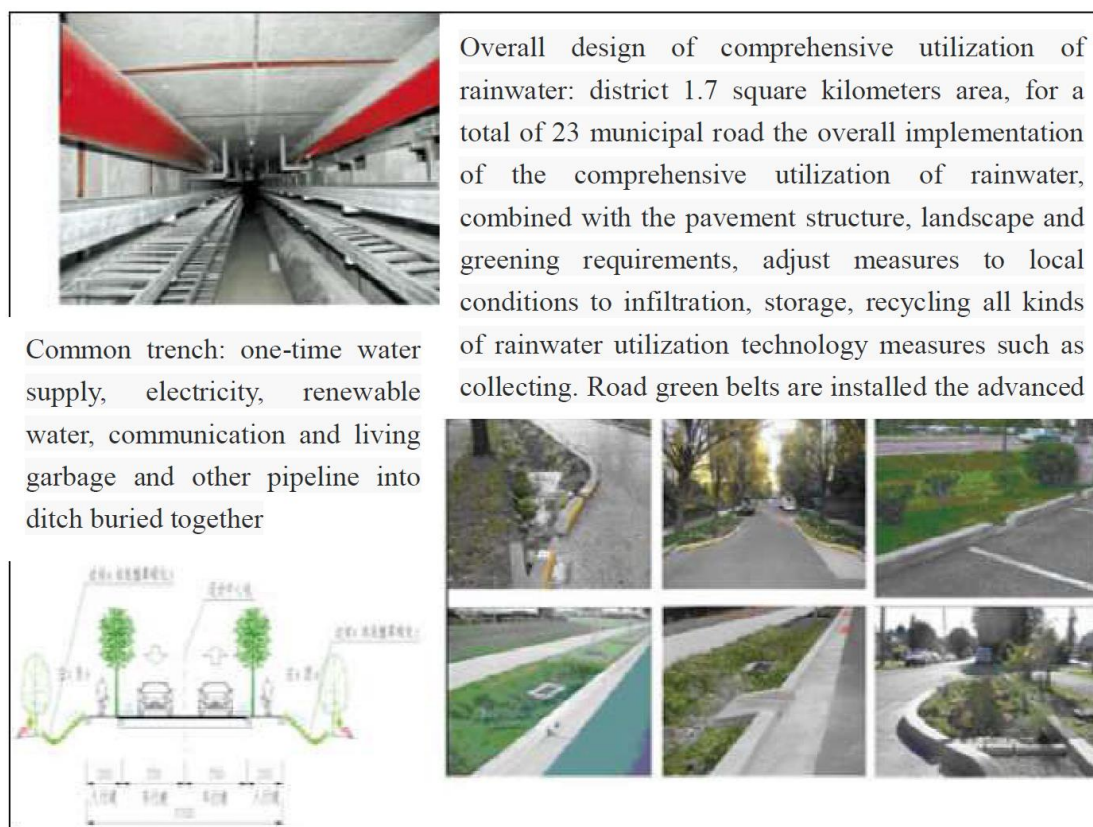 Overall design of comprehensive utilization of
rainwater: district 1.7 square kilometers area, for a
total of 23 municipal road the overall implementation
of the comprehensive utilization of rainwater,
combined with the pavement structure, landscape and
greening requirements, adjust measures to local
conditions to infiltration, storage, recycling all kinds
of rainwater utilization technology measures such as
collecting. Road green belts are installed the advanced
Common trench: one-time water
supply, electricity, renewable
water, communication and living
garbage and other pipeline into
ditch buried together